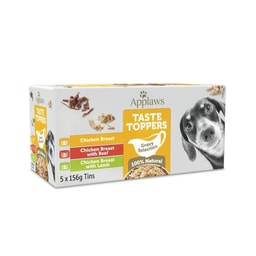 Applaws
TASTE
TOPPERS
Gravy
Selection
100% Natural
Chicken Breast
Chicken Breast
with Beef
Chicken Breast
with Lamb
5 x 156g Tins